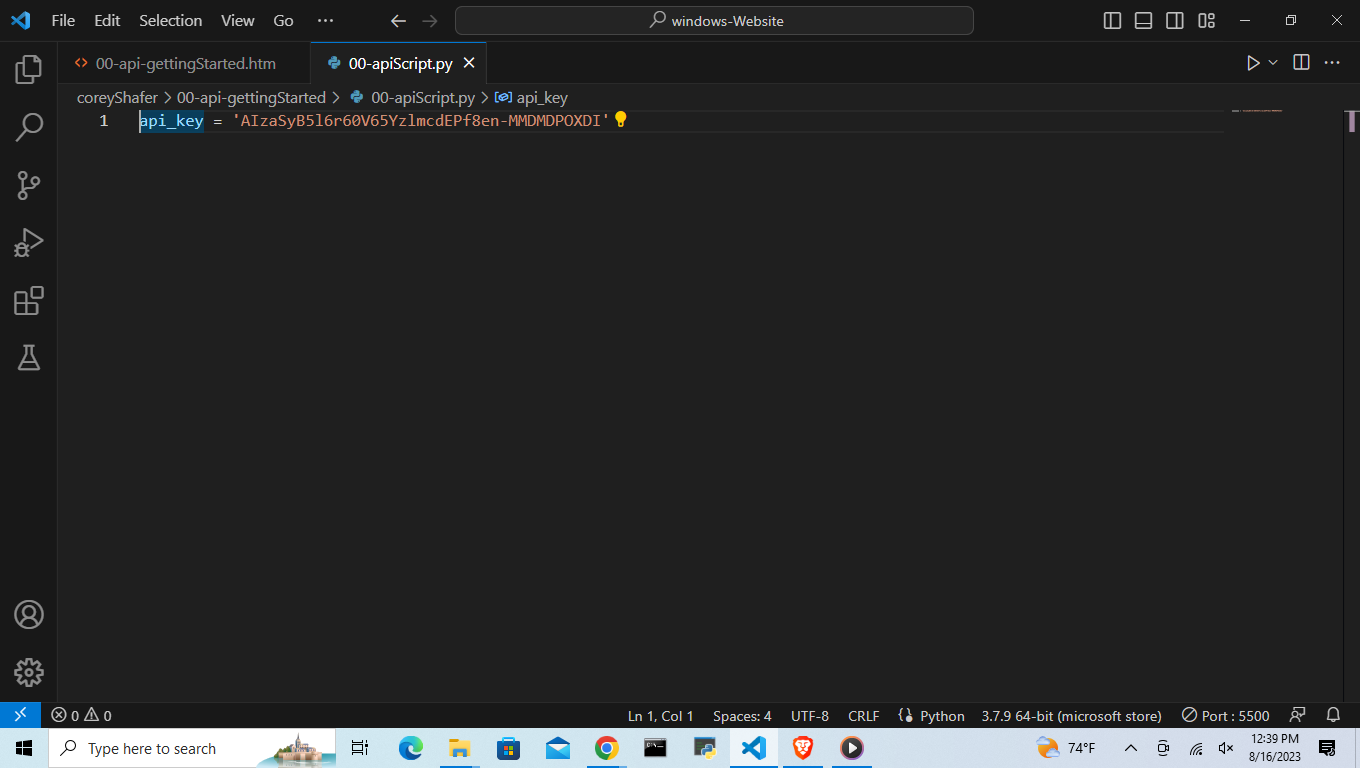 File Edit Selection View Go ... windows-Website
00-api-gettingStarted.htm 00-apiScript.py
coreyShafer > 00-api-gettingStarted > 00-apiScript.py > api_key
1 api_key = 'AIzaSyB5l6r60V65YzlmcdEPf8en-MMDMDPOXDI'
0 0 Ln 1, Col 1 Spaces: 4 UTF-8 CRLF Python 3.7.9 64-bit (microsoft store) Port : 5500
Type here to search 74°F 12:39 PM
8/16/2023